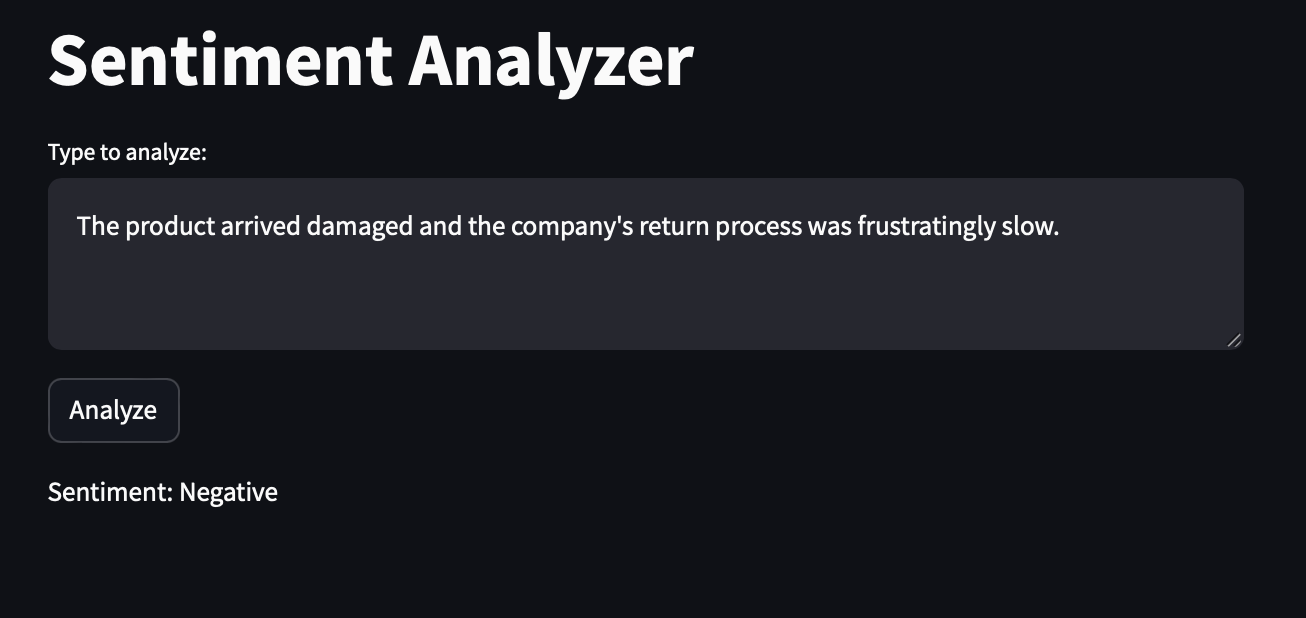 Sentiment Analyzer
Type to analyze:
The product arrived damaged and the company's return process was frustratingly slow.
Analyze
Sentiment: Negative